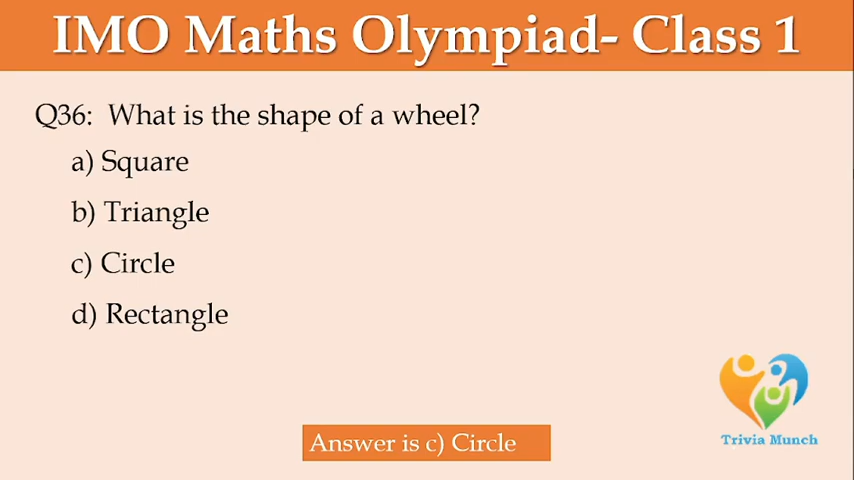 IMO Maths Olympiad- Class 1
Q36: What is the shape of a wheel?
a) Square
b) Triangle
c) Circle
d) Rectangle
Answer is c) Circle
Trivia Munch